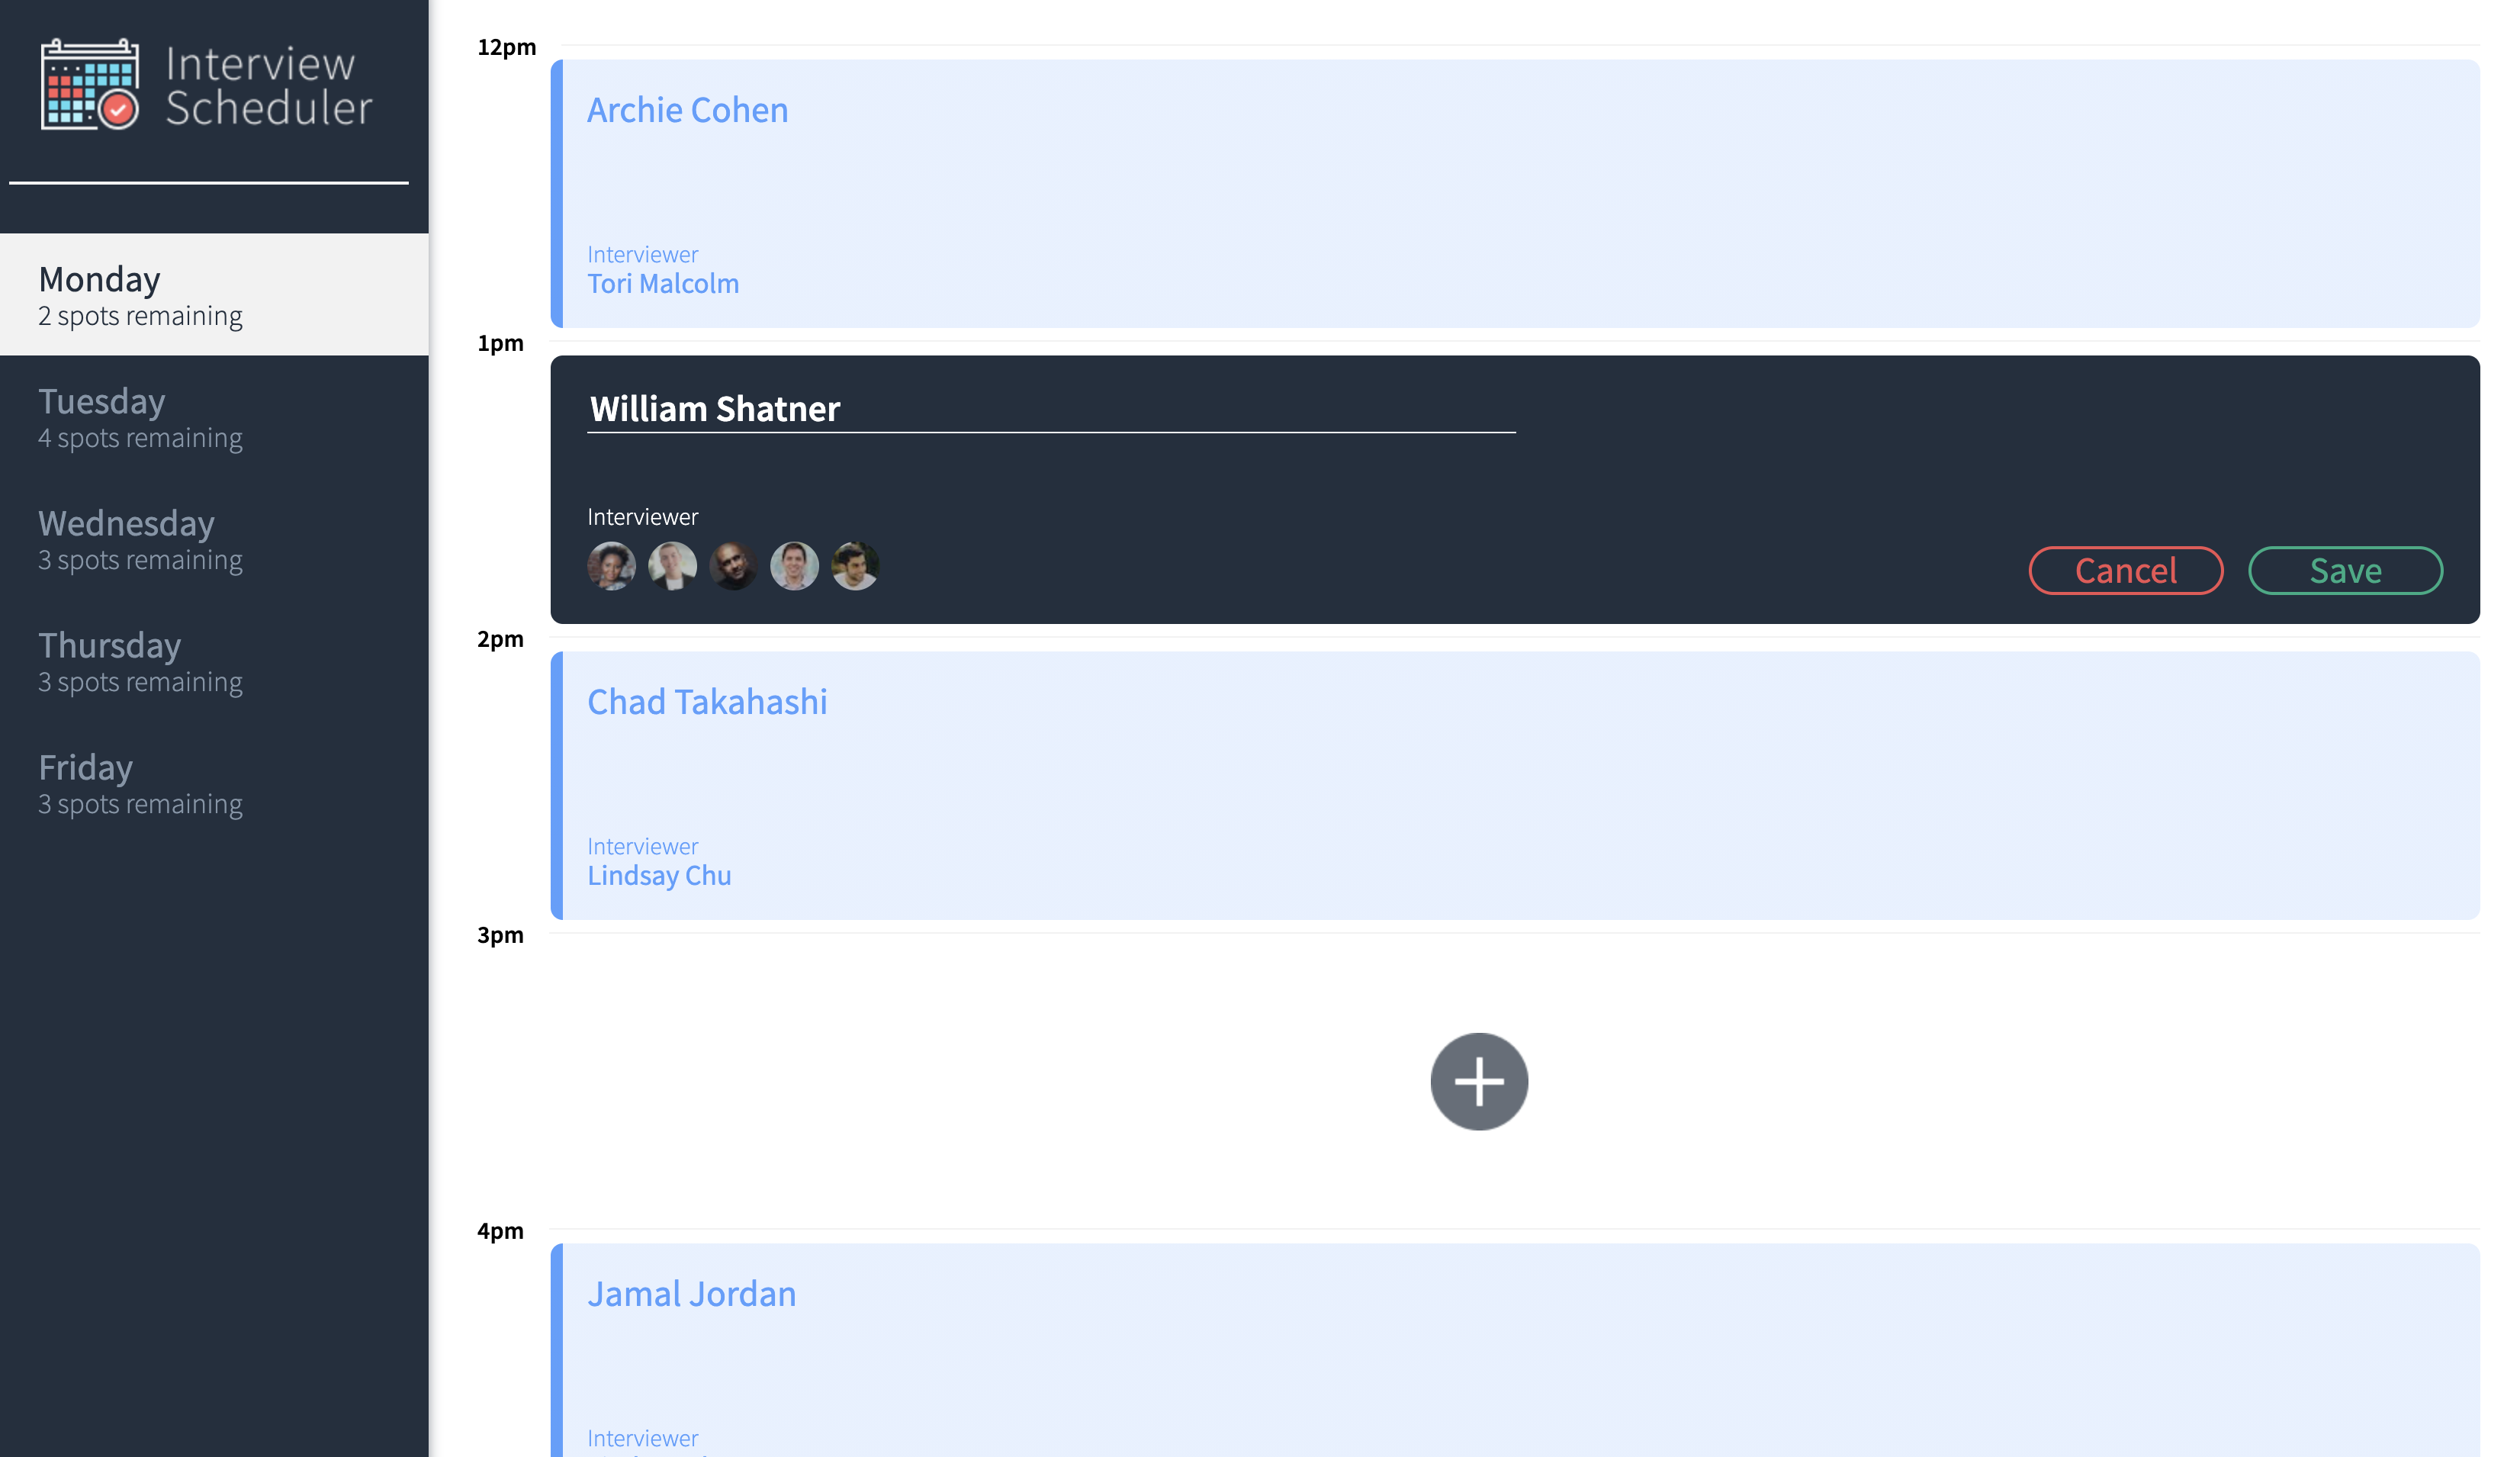 Interview
Scheduler
Monday
2 spots remaining
Tuesday
4 spots remaining
Wednesday
3 spots remaining
Thursday
3 spots remaining
Friday
3 spots remaining
12pm
Archie Cohen
Interviewer
Tori Malcolm
1pm
William Shatner
Interviewer
Cancel
Save
2pm
Chad Takahashi
Interviewer
Lindsay Chu
3pm
4pm
Jamal Jordan
Interviewer